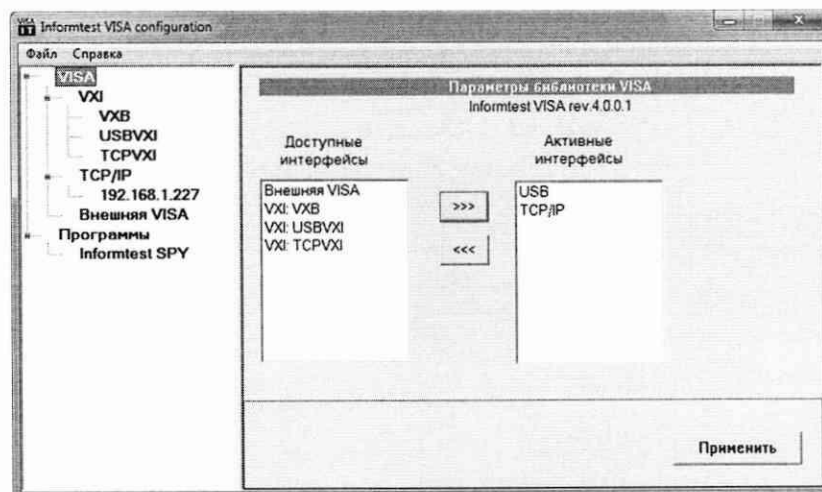 Informtest VISA configuration
Файл Справка
VISA
VXI
VXB
USBVXI
TCPVXI
TCP/IP
192.168.1.227
Внешняя VISA
Программы
Informtest SPY
Параметры библиотеки VISA
Informtest VISA rev.4.0.0.1
Доступные
интерфейсы
Внешняя VISA
VXI: VXB
VXI: USBVXI
VXI: TCPVXI
>>>
<<<
Активные
интерфейсы
USB
TCP/IP
Применить